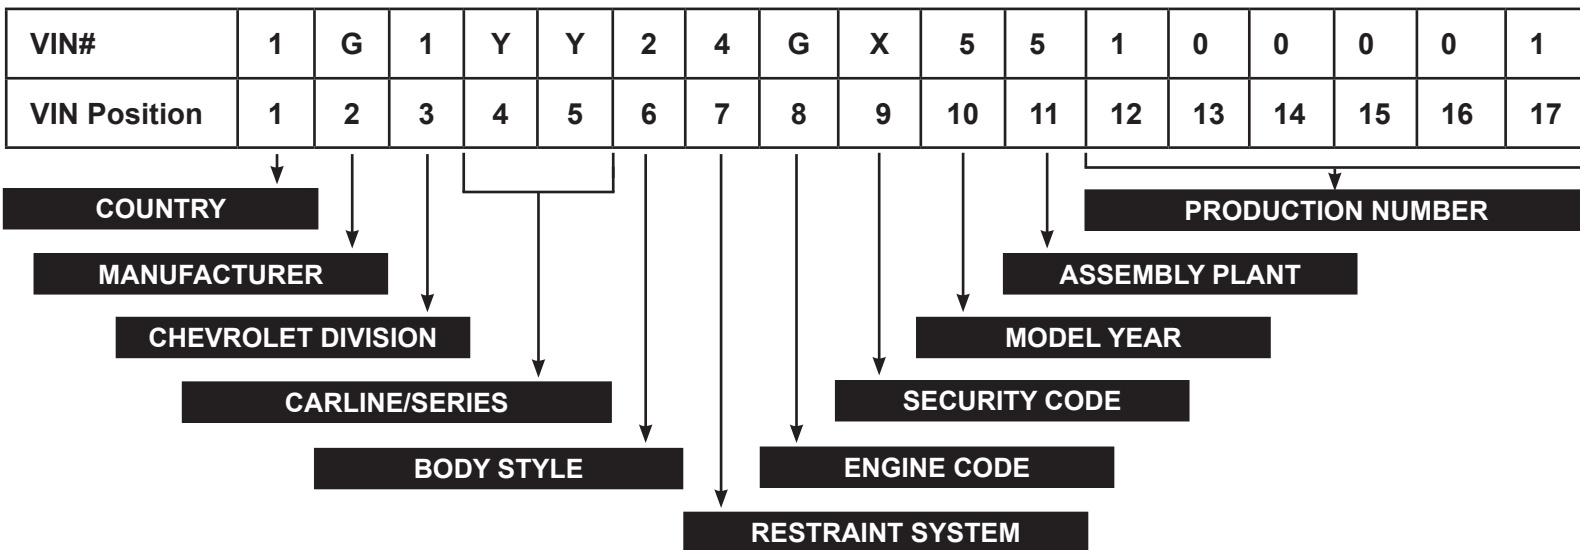 VIN# 1 G 1 Y Y 2 4 G X 5 5 1 0 0 0 0 1
VIN Position 1 2 3 4 5 6 7 8 9 10 11 12 13 14 15 16 17
COUNTRY
PRODUCTION NUMBER
MANUFACTURER
ASSEMBLY PLANT
CHEVROLET DIVISION
MODEL YEAR
CARLINE/SERIES
SECURITY CODE
BODY STYLE
ENGINE CODE
RESTRAINT SYSTEM